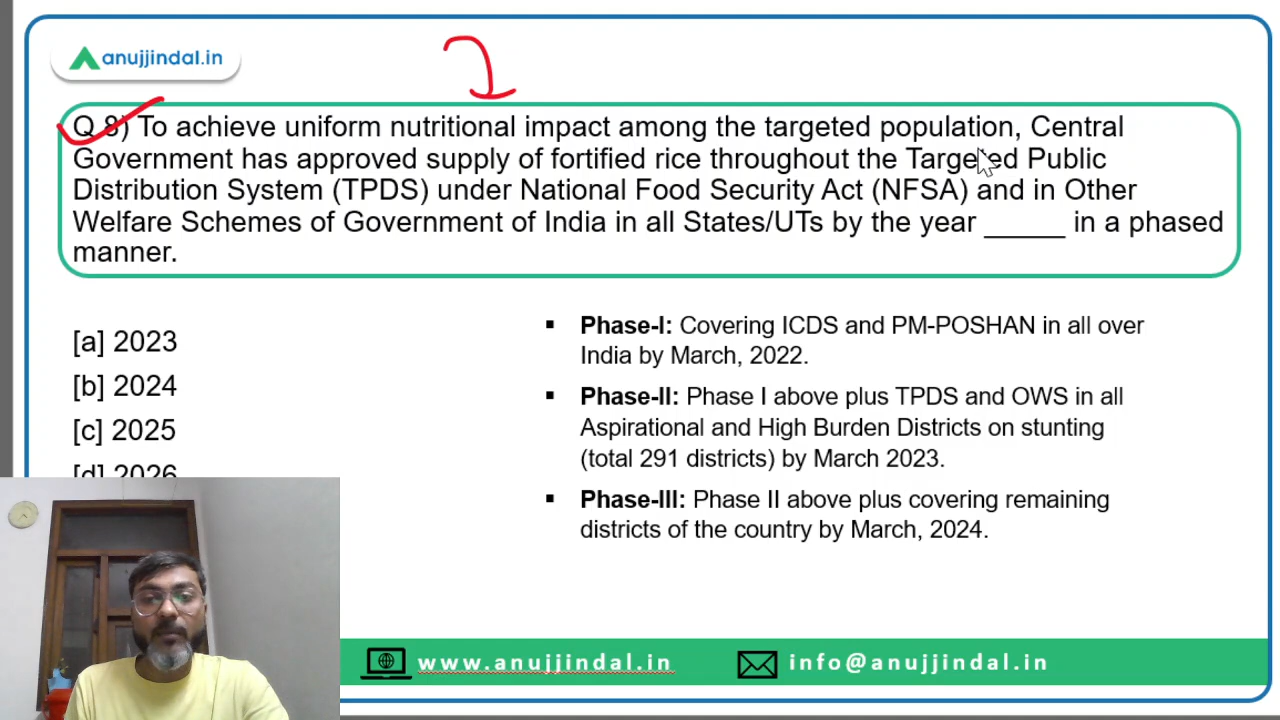 anujjindal.in
Q 8) To achieve uniform nutritional impact among the targeted population, Central
Government has approved supply of fortified rice throughout the Targeted Public
Distribution System (TPDS) under National Food Security Act (NFSA) and in Other
Welfare Schemes of Government of India in all States/UTs by the year _____ in a phased
manner.
[a] 2023
[b] 2024
[c] 2025
[d] 2026
▪ Phase-I: Covering ICDS and PM-POSHAN in all over
India by March, 2022.
▪ Phase-II: Phase I above plus TPDS and OWS in all
Aspirational and High Burden Districts on stunting
(total 291 districts) by March 2023.
▪ Phase-III: Phase II above plus covering remaining
districts of the country by March, 2024.
www.anujjindal.in
info@anujjindal.in